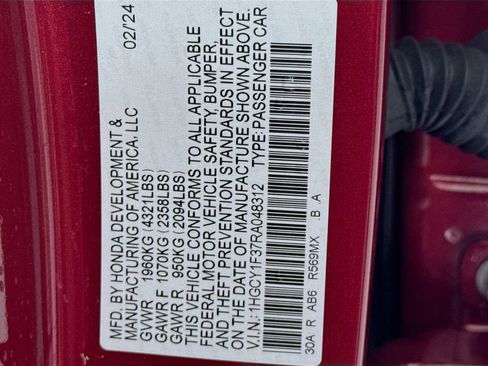 MFD. BY HONDA DEVELOPMENT & 02/24
MANUFACTURING OF AMERICA, LLC
GVWR 1960KG (4321LBS)
GAWR F 1070KG (2358LBS)
GAWR R 950KG (2094LBS)
THIS VEHICLE CONFORMS TO ALL APPLICABLE
FEDERAL MOTOR VEHICLE SAFETY, BUMPER,
AND THEFT PREVENTION STANDARDS IN EFFECT
ON THE DATE OF MANUFACTURE SHOWN ABOVE.
V.I.N.: 1HGCY1F37RA048312 TYPE: PASSENGER CAR
30A R AB6 R569MX .B .A